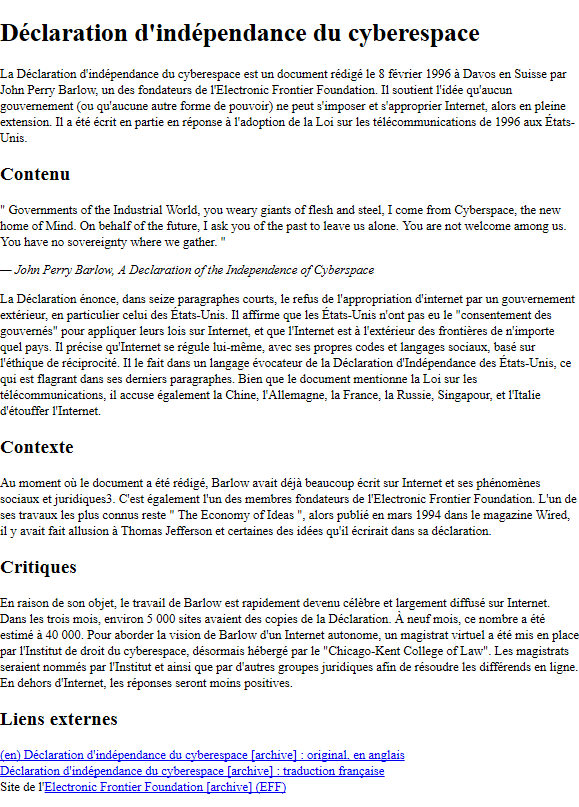 Déclaration d'indépendance du cyberespace
La Déclaration d'indépendance du cyberespace est un document rédigé le 8 février 1996 à Davos en Suisse par
John Perry Barlow, un des fondateurs de l'Electronic Frontier Foundation. Il soutient l'idée qu'aucun
gouvernement (ou qu'aucune autre forme de pouvoir) ne peut s'imposer et s'approprier Internet, alors en pleine
extension. Il a été écrit en partie en réponse à l'adoption de la Loi sur les télécommunications de 1996 aux États-
Unis.
Contenu
" Governments of the Industrial World, you weary giants of flesh and steel, I come from Cyberspace, the new
home of Mind. On behalf of the future, I ask you of the past to leave us alone. You are not welcome among us.
You have no sovereignty where we gather. "
— John Perry Barlow, A Declaration of the Independence of Cyberspace
La Déclaration énonce, dans seize paragraphes courts, le refus de l'appropriation d'internet par un gouvernement
extérieur, en particulier celui des États-Unis. Il affirme que les États-Unis n'ont pas eu le "consentement des
gouvernés" pour appliquer leurs lois sur Internet, et que l'Internet est à l'extérieur des frontières de n'importe
quel pays. Il précise qu'Internet se régule lui-même, avec ses propres codes et langages sociaux, basé sur
l'éthique de réciprocité. Il le fait dans un langage évocateur de la Déclaration d'Indépendance des États-Unis, ce
qui est flagrant dans ses derniers paragraphes. Bien que le document mentionne la Loi sur les
télécommunications, il accuse également la Chine, l'Allemagne, la France, la Russie, Singapour, et l'Italie
d'étouffer l'Internet.
Contexte
Au moment où le document a été rédigé, Barlow avait déjà beaucoup écrit sur Internet et ses phénomènes
sociaux et juridiques3. C'est également l'un des membres fondateurs de l'Electronic Frontier Foundation. L'un de
ses travaux les plus connus reste " The Economy of Ideas ", alors publié en mars 1994 dans le magazine Wired,
il y avait fait allusion à Thomas Jefferson et certaines des idées qu'il écrirait dans sa déclaration.
Critiques
En raison de son objet, le travail de Barlow est rapidement devenu célèbre et largement diffusé sur Internet.
Dans les trois mois, environ 5 000 sites avaient des copies de la Déclaration. À neuf mois, ce nombre a été
estimé à 40 000. Pour aborder la vision de Barlow d'un Internet autonome, un magistrat virtuel a été mis en place
par l'Institut de droit du cyberespace, désormais hébergé par le "Chicago-Kent College of Law". Les magistrats
seraient nommés par l'Institut et ainsi que par d'autres groupes juridiques afin de résoudre les différends en ligne.
En dehors d'Internet, les réponses seront moins positives.
Liens externes
(en) Déclaration d'indépendance du cyberespace [archive] : original, en anglais
Déclaration d'indépendance du cyberespace [archive] : traduction française
Site de l'Electronic Frontier Foundation [archive] (EFF)